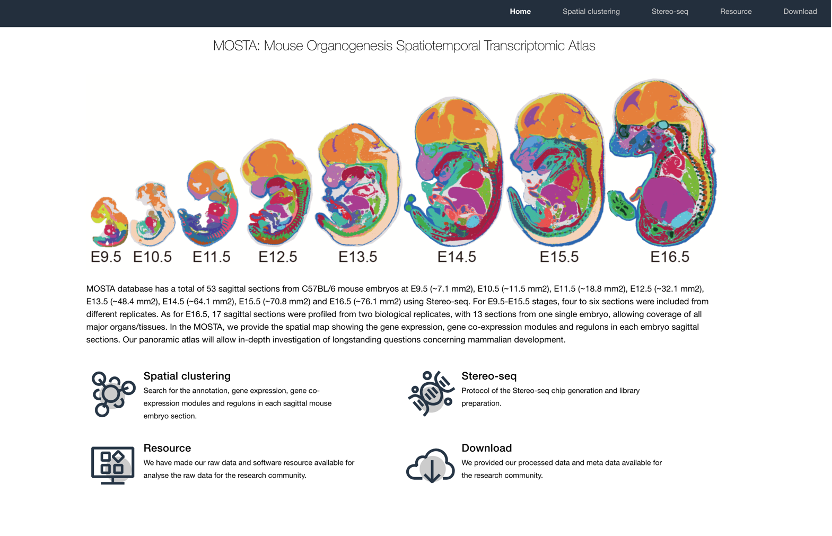 Home Spatial clustering Stereo-seq Resource Download
MOSTA: Mouse Organogenesis Spatiotemporal Transcriptomic Atlas
E9.5 E10.5 E11.5 E12.5 E13.5 E14.5 E15.5 E16.5
MOSTA database has a total of 53 sagittal sections from C57BL/6 mouse embryos at E9.5 (~7.1 mm2), E10.5 (~11.5 mm2), E11.5 (~18.8 mm2), E12.5 (~32.1 mm2),
E13.5 (~48.4 mm2), E14.5 (~64.1 mm2), E15.5 (~70.8 mm2) and E16.5 (~76.1 mm2) using Stereo-seq. For E9.5-E15.5 stages, four to six sections were included from
different replicates. As for E16.5, 17 sagittal sections were profiled from two biological replicates, with 13 sections from one single embryo, allowing coverage of all
major organs/tissues. In the MOSTA, we provide the spatial map showing the gene expression, gene co-expression modules and regulons in each embryo sagittal
sections. Our panoramic atlas will allow in-depth investigation of longstanding questions concerning mammalian development.
Spatial clustering
Search for the annotation, gene expression, gene co-
expression modules and regulons in each sagittal mouse
embryo section.
Stereo-seq
Protocol of the Stereo-seq chip generation and library
preparation.
Resource
We have made our raw data and software resource available for
analyse the raw data for the research community.
Download
We provided our processed data and meta data available for
the research community.